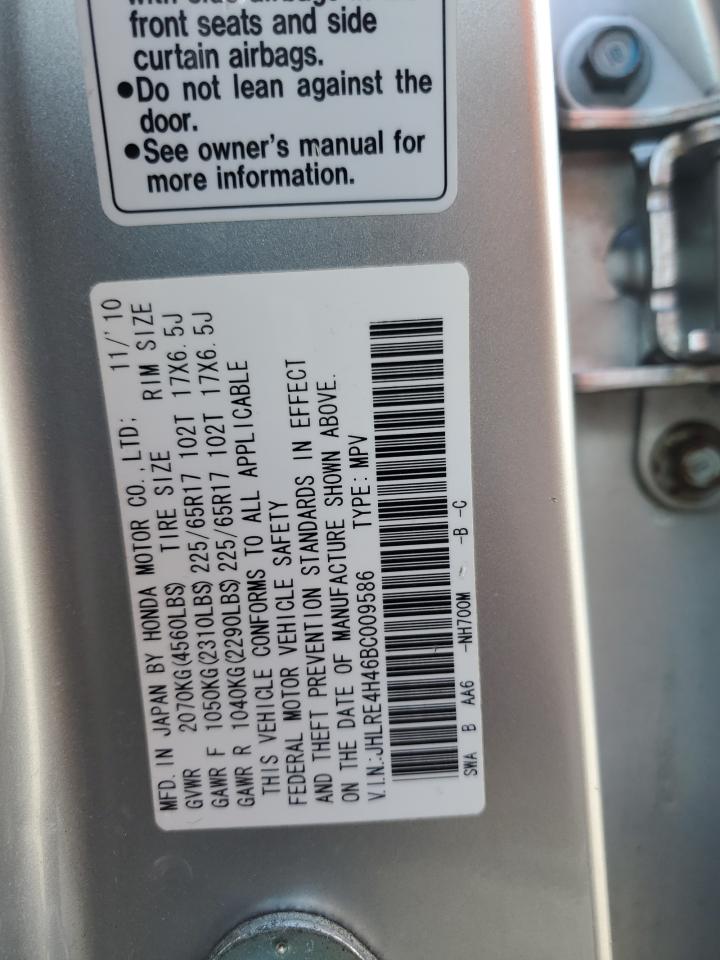 front seats and side
curtain airbags.
●Do not lean against the
door.
●See owner's manual for
more information.
MFD. IN JAPAN BY HONDA MOTOR CO.,LTD: 11/'10
GVWR 2070KG(4560LBS) TIRE SIZE RIM SIZE
GAWR F 1050KG(2310LBS) 225/65R17 102T 17X6.5J
GAWR R 1040KG(2290LBS) 225/65R17 102T 17X6.5J
THIS VEHICLE CONFORMS TO ALL APPLICABLE
FEDERAL MOTOR VEHICLE SAFETY
AND THEFT PREVENTION STANDARDS IN EFFECT
ON THE DATE OF MANUFACTURE SHOWN ABOVE.
V.I.N.:JHLRE4H46BC009586 TYPE:MPV
SWA B AA6 -NH700M -B -C